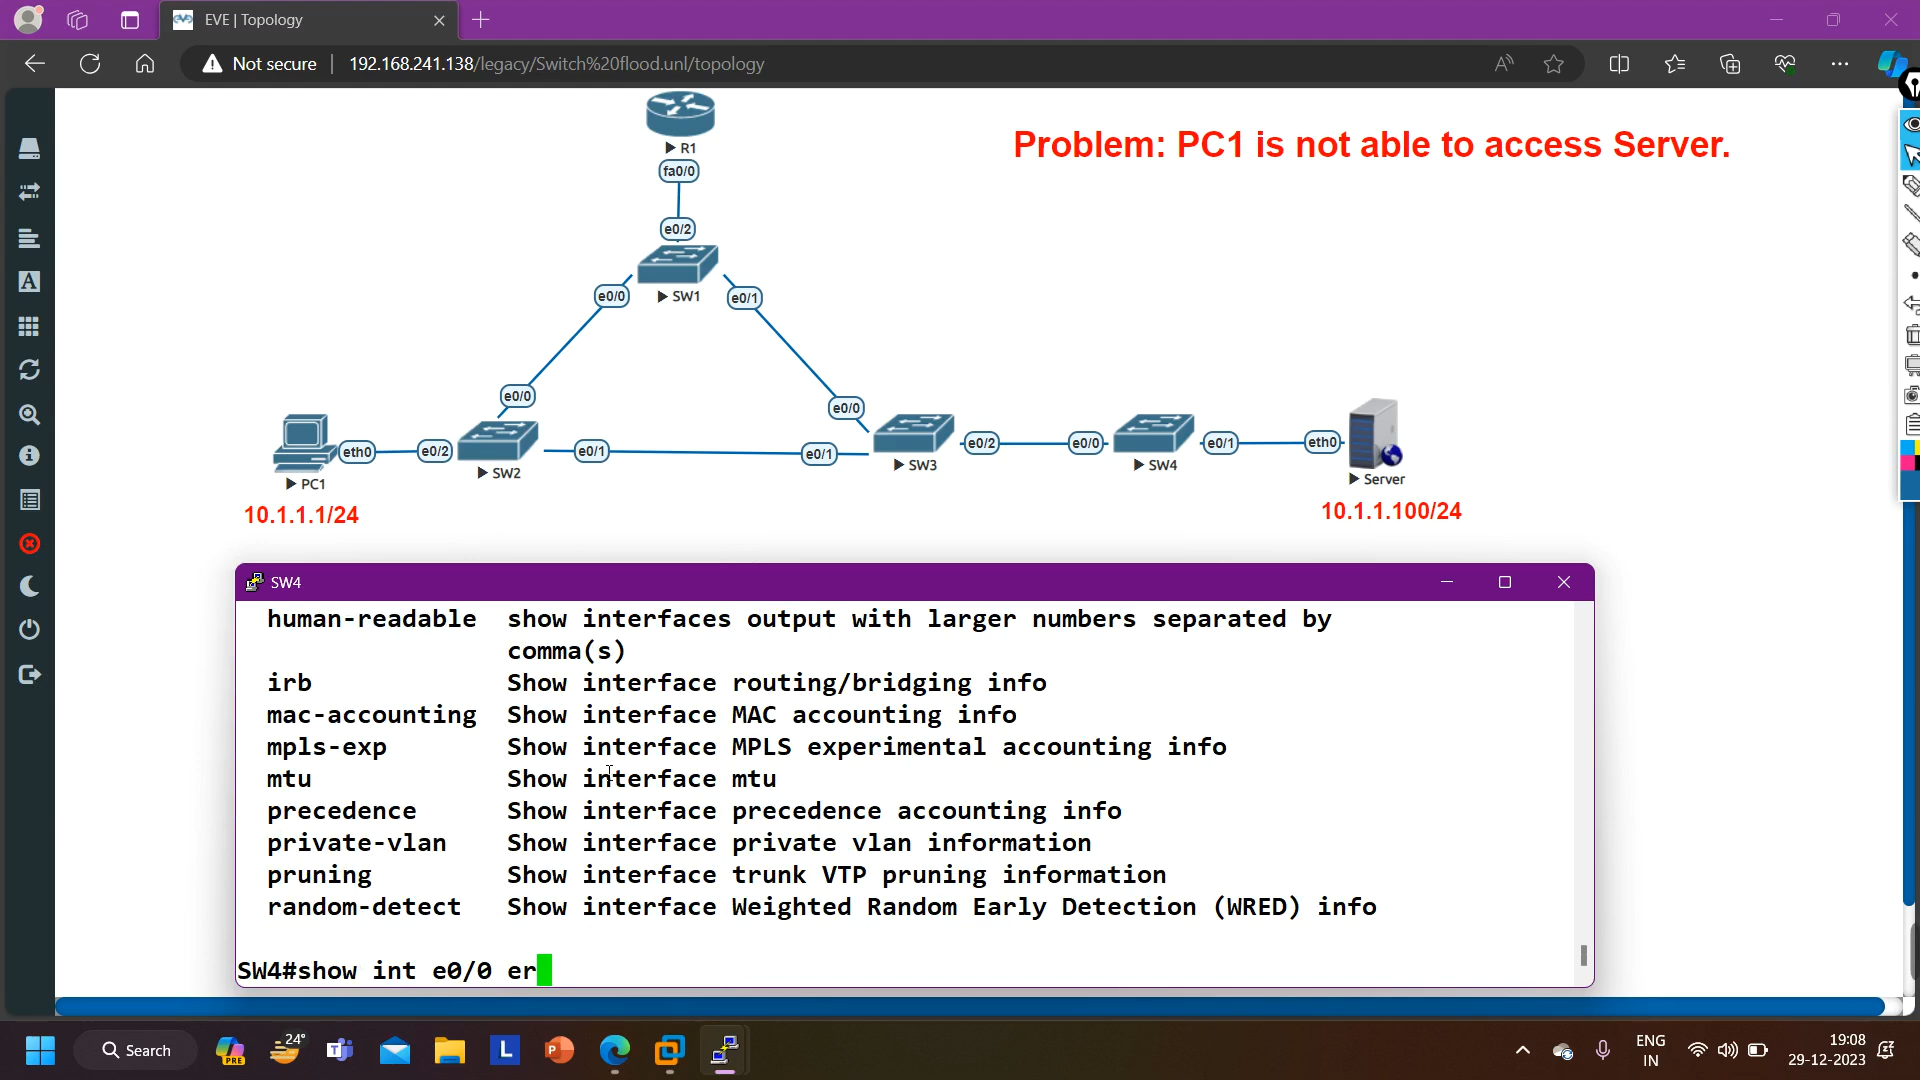 EVE | Topology
Not secure
192.168.241.138/legacy/Switch%20flood.unl/topology
Problem: PC1 is not able to access Server.
R1
fa0/0
e0/2
SW1
e0/0
e0/1
e0/0
e0/0
PC1
eth0
e0/2
SW2
e0/1
e0/1
SW3
e0/2
e0/0
SW4
e0/1
eth0
Server
10.1.1.1/24
10.1.1.100/24
SW4
human-readable show interfaces output with larger numbers separated by
comma(s)
irb Show interface routing/bridging info
mac-accounting Show interface MAC accounting info
mpls-exp Show interface MPLS experimental accounting info
mtu Show interface mtu
precedence Show interface precedence accounting info
private-vlan Show interface private vlan information
pruning Show interface trunk VTP pruning information
random-detect Show interface Weighted Random Early Detection (WRED) info
SW4#show int e0/0 er
Search
PRE
24°
L
ENG
IN
19:08
29-12-2023